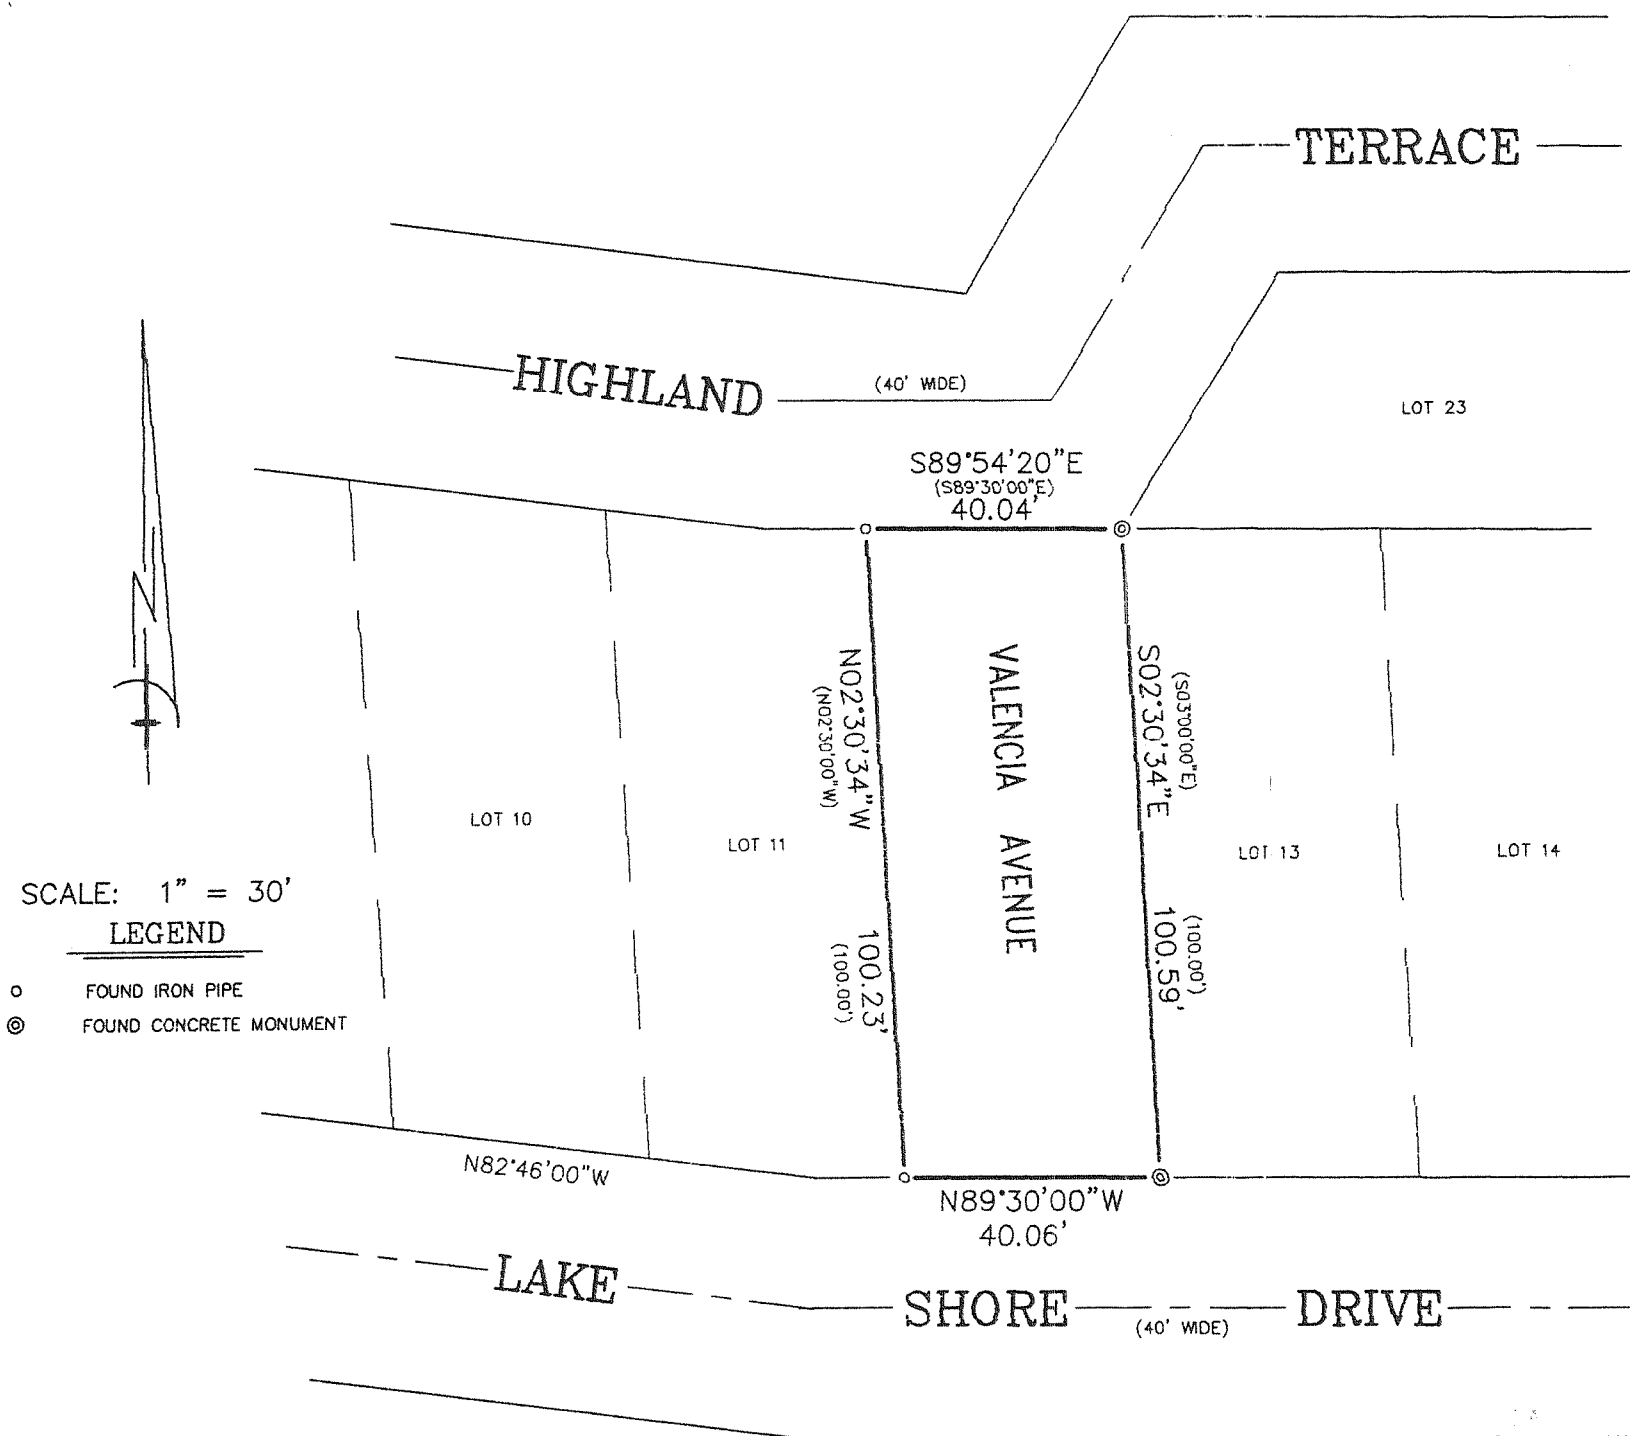 TERRACE
HIGHLAND
(40' WIDE)
LOT 23
S89°54'20"E
(S89°30'00"E)
40.04'
N
N02°30'34"W
(N02°30'00"W)
100.23'
(100.00')
VALENCIA AVENUE
(S03°00'00"E)
S02°30'34"E
(100.00')
100.59'
LOT 10
LOT 11
LOT 13
LOT 14
SCALE: 1" = 30'
LEGEND
FOUND IRON PIPE
FOUND CONCRETE MONUMENT
N82°46'00"W
N89°30'00"W
40.06'
LAKE SHORE DRIVE
(40' WIDE)